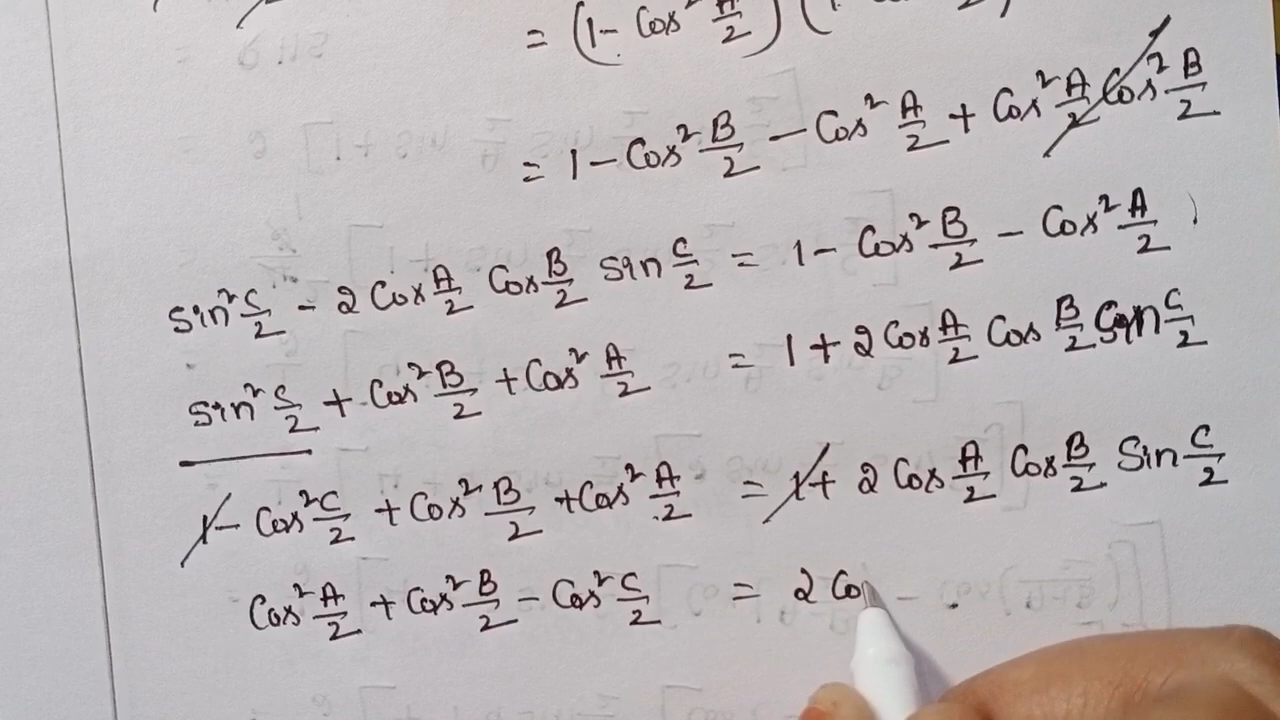 = (1 - Cos² A/2) (1
= 1 - Cos² B/2 - Cos² A/2 + Cos² A/2 Cos² B/2
Sin² C/2 - 2 Cos A/2 Cos B/2 Sin C/2 = 1 - Cos² B/2 - Cos² A/2
Sin² C/2 + Cos² B/2 + Cos² A/2 = 1 + 2 Cos A/2 Cos B/2 Sin C/2
1 - Cos² C/2 + Cos² B/2 + Cos² A/2 = 1 + 2 Cos A/2 Cos B/2 Sin C/2
Cos² A/2 + Cos² B/2 - Cos² C/2 = 2 Co